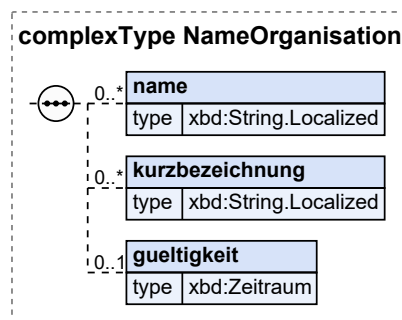 complexType NameOrganisation
0..* name
type xbd:String.Localized
0..* kurzbezeichnung
type xbd:String.Localized
0..1 gueltigkeit
type xbd:Zeitraum